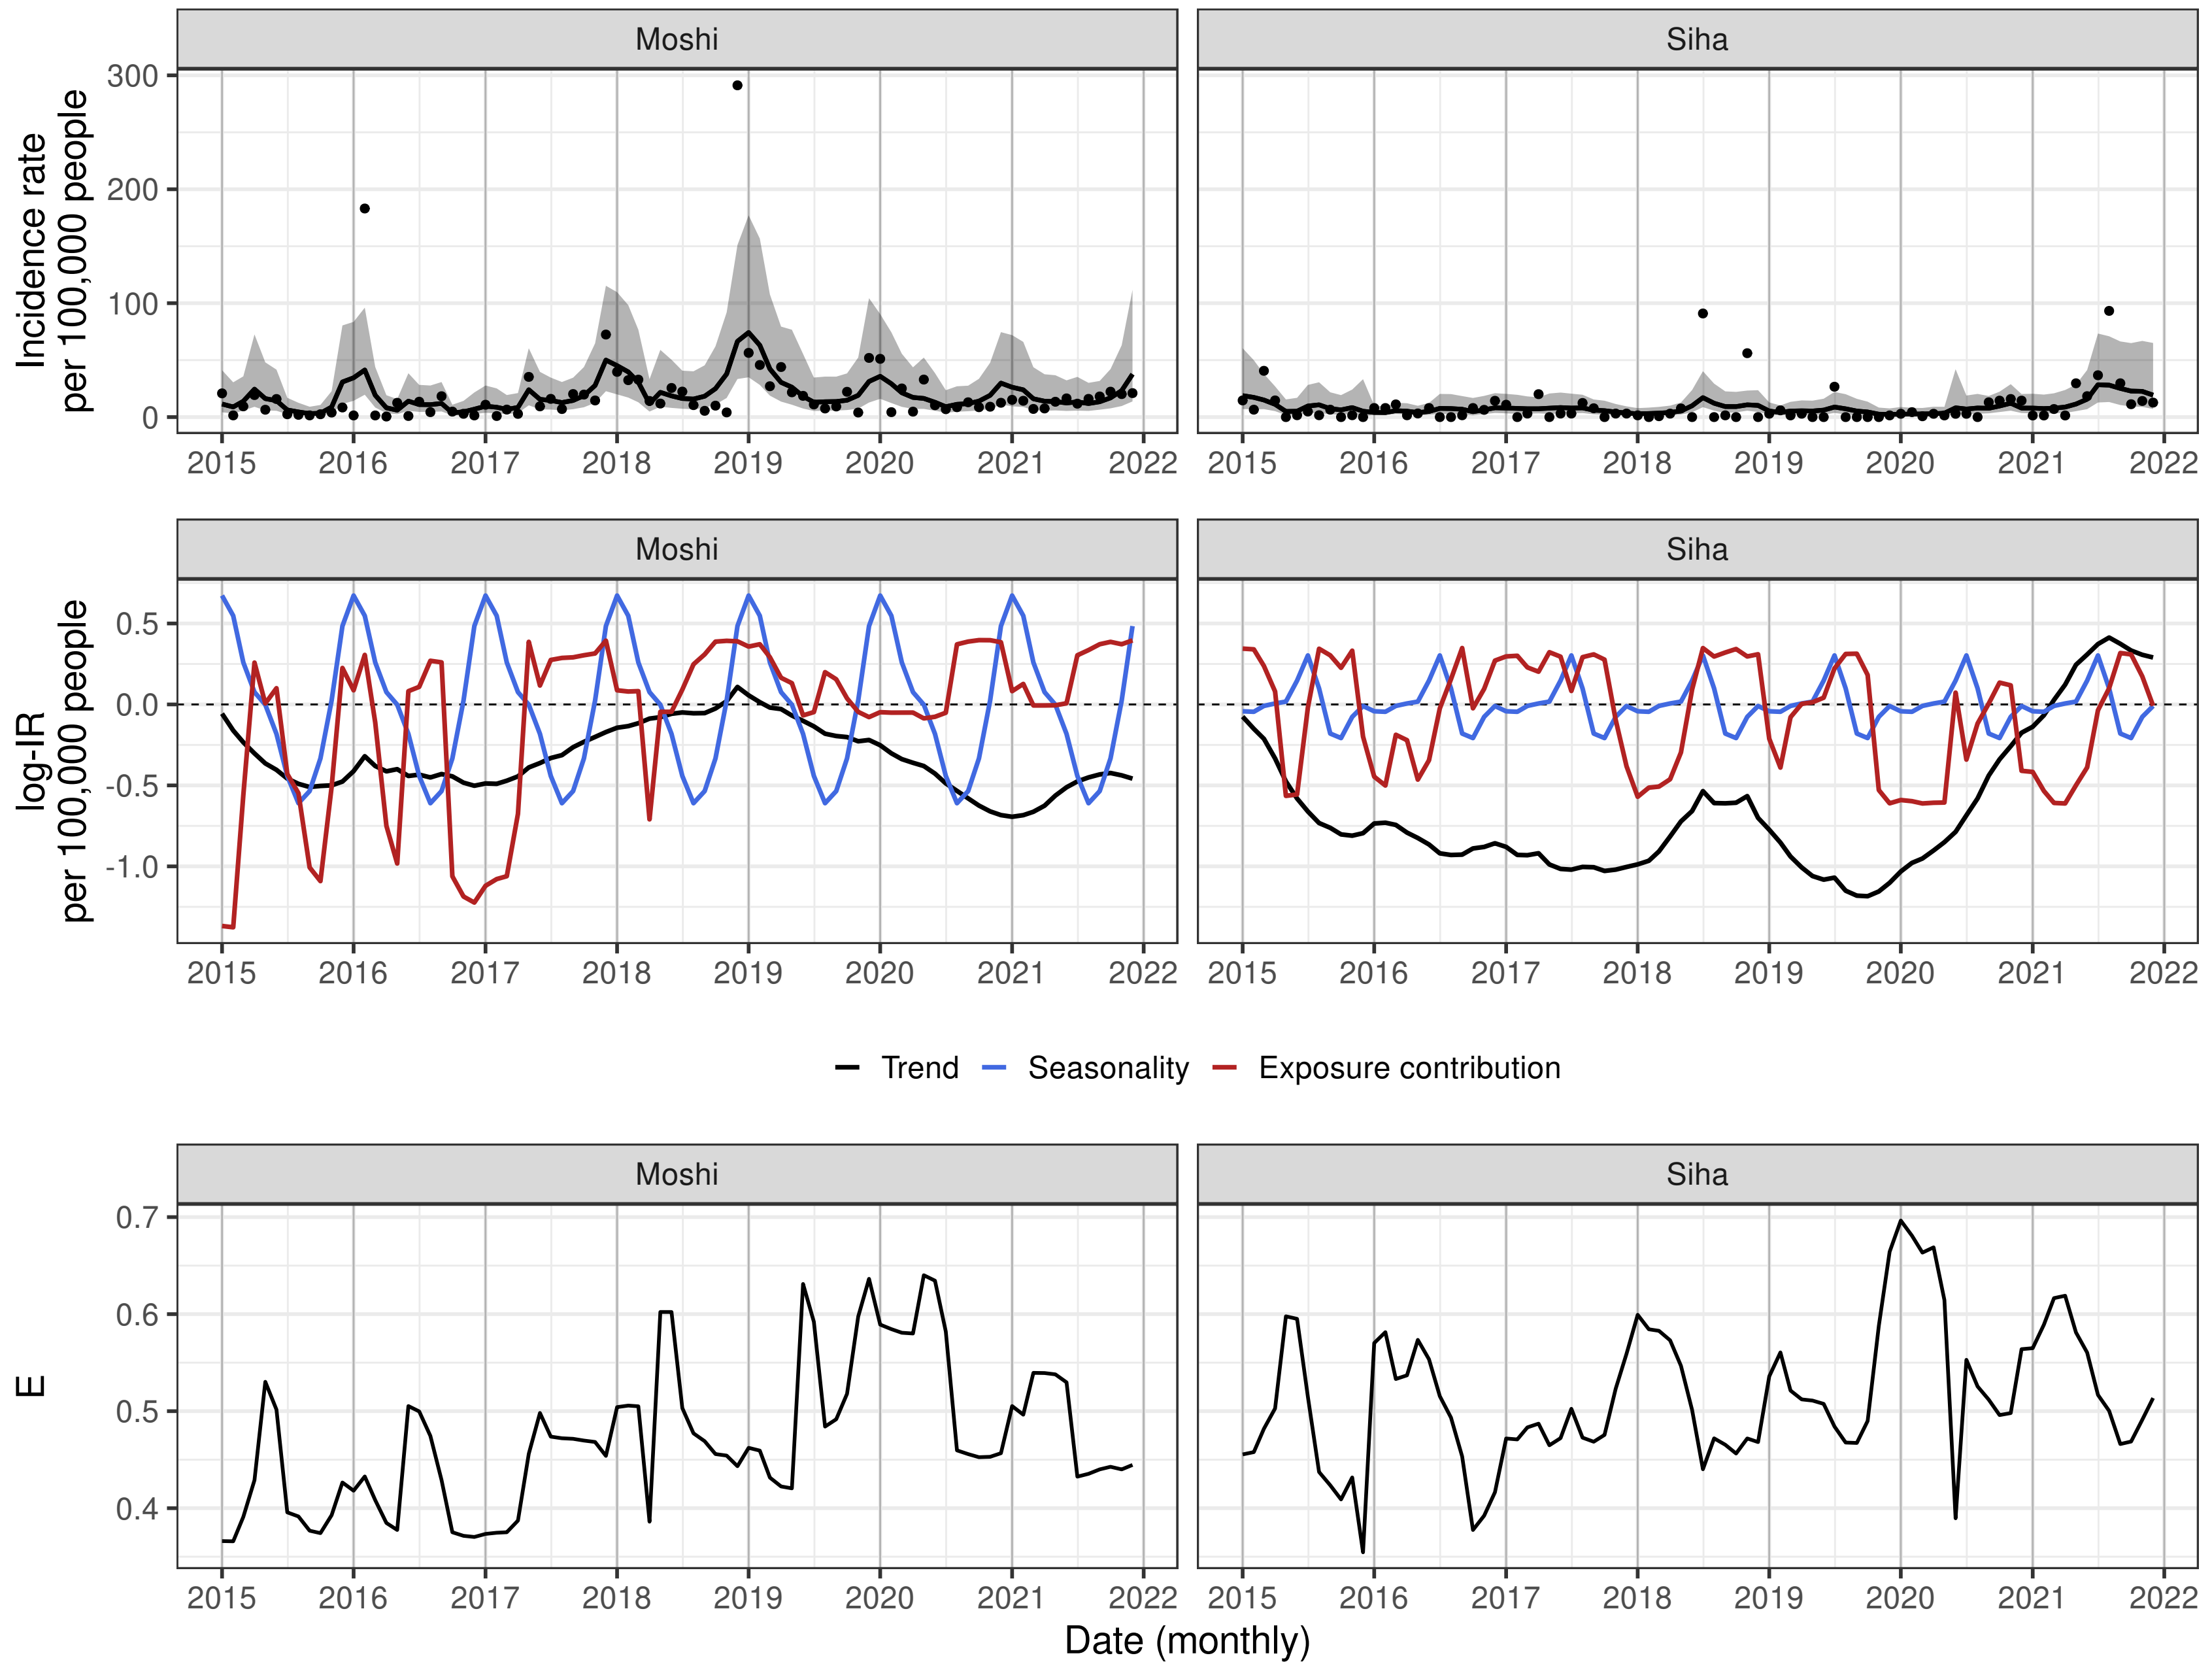 Moshi
Siha
Incidence rate
per 100,000 people
300
200
100
0
2015 2016 2017 2018 2019 2020 2021 2022
2015 2016 2017 2018 2019 2020 2021 2022
Moshi
Siha
log-IR
per 100,000 people
0.5
0.0
-0.5
-1.0
2015 2016 2017 2018 2019 2020 2021 2022
2015 2016 2017 2018 2019 2020 2021 2022
Trend Seasonality Exposure contribution
Moshi
Siha
E
0.7
0.6
0.5
0.4
2015 2016 2017 2018 2019 2020 2021 2022
2015 2016 2017 2018 2019 2020 2021 2022
Date (monthly)